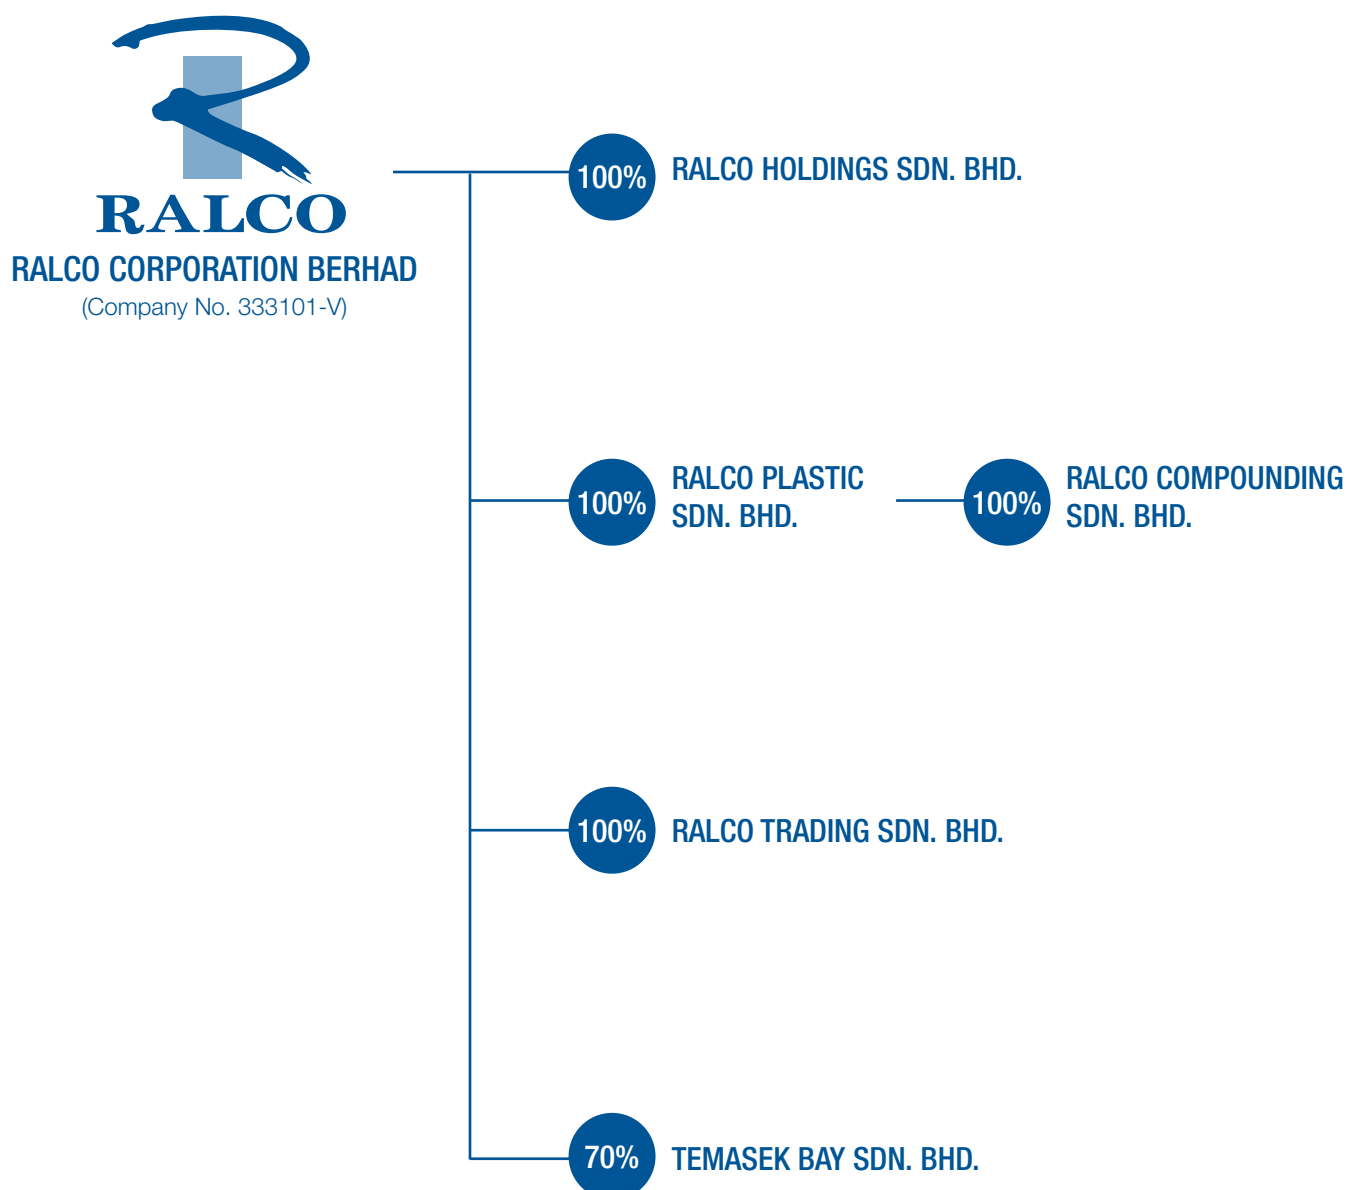 RALCO
RALCO CORPORATION BERHAD
(Company No. 333101-V)
100% RALCO HOLDINGS SDN. BHD.
100% RALCO PLASTIC
SDN. BHD.
100% RALCO COMPOUNDING
SDN. BHD.
100% RALCO TRADING SDN. BHD.
70% TEMASEK BAY SDN. BHD.